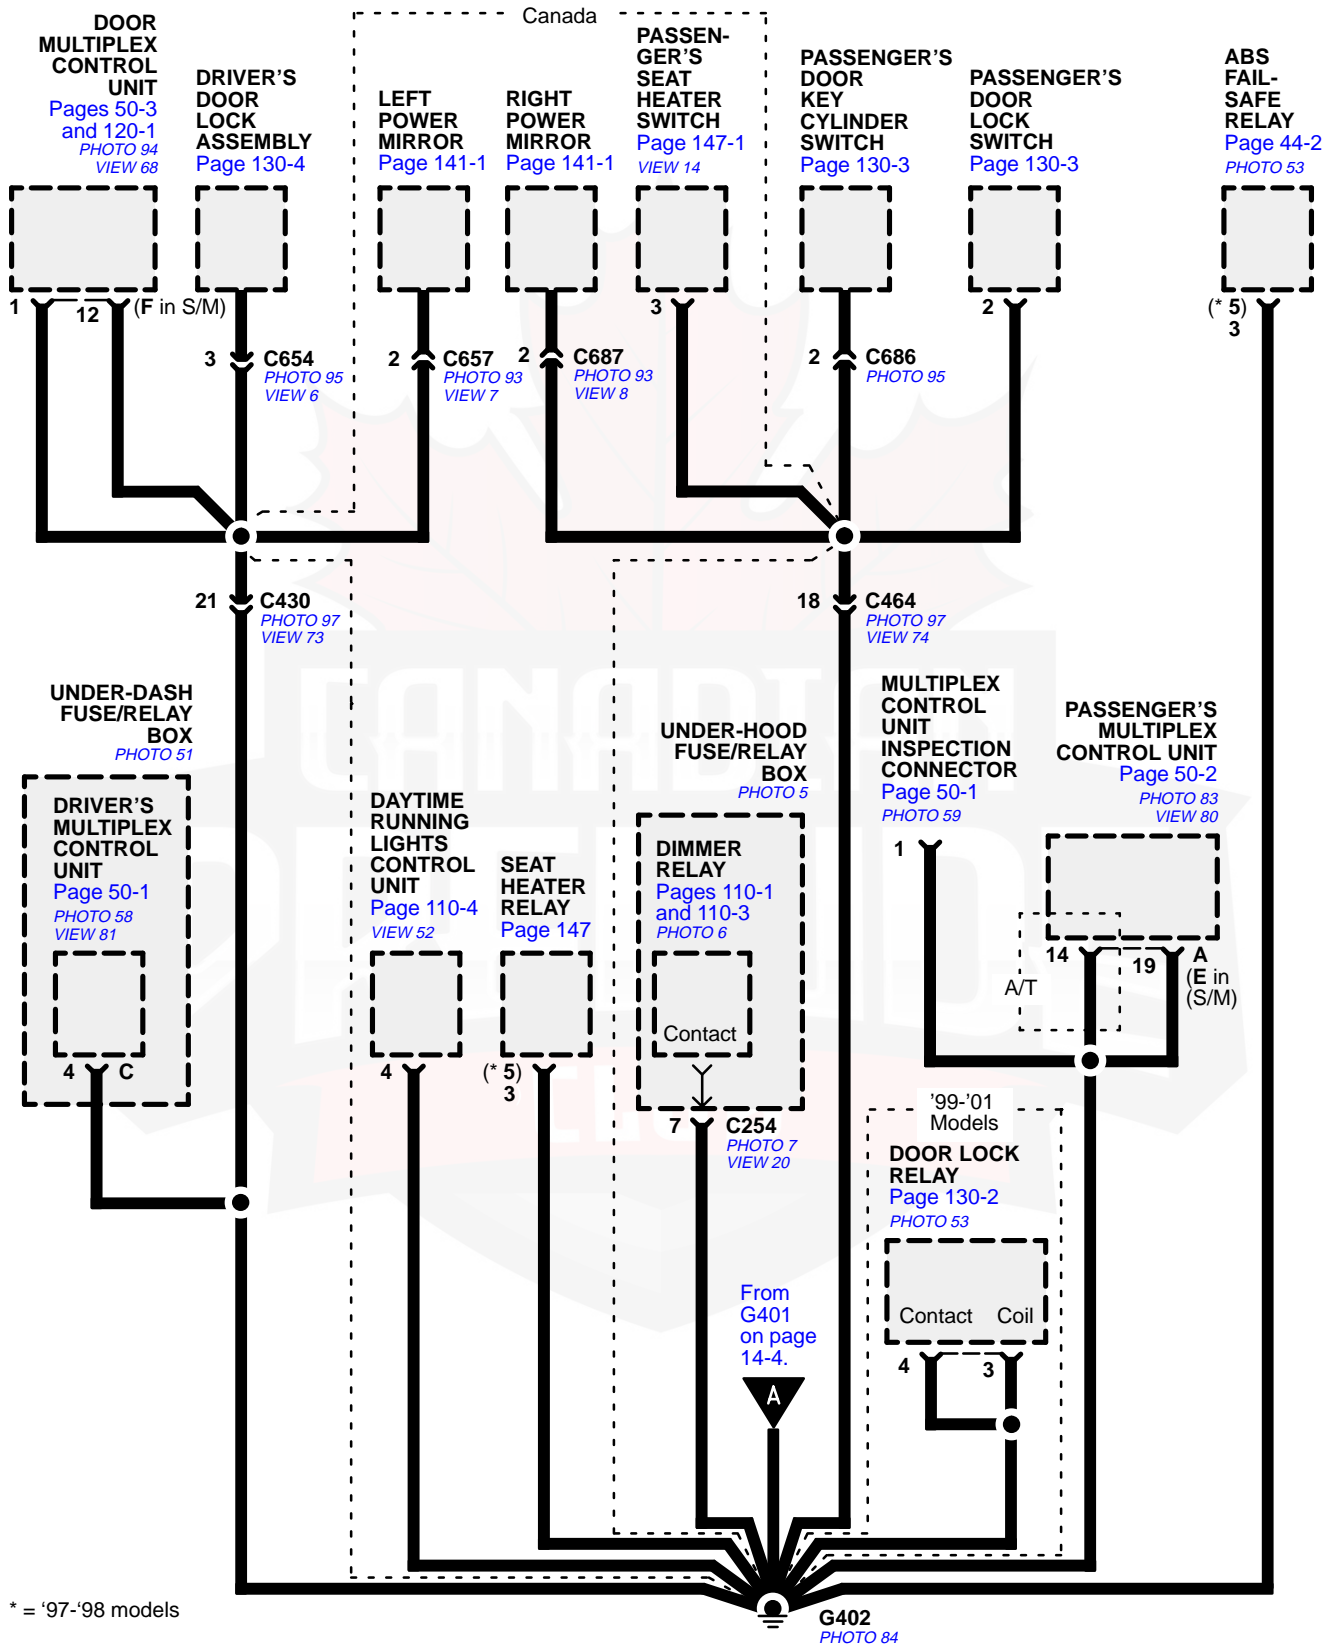 Canada
DOOR
MULTIPLEX
CONTROL
UNIT
Pages 50-3
and 120-1
PHOTO 94
VIEW 68
DRIVER'S
DOOR
LOCK
ASSEMBLY
Page 130-4
LEFT
POWER
MIRROR
Page 141-1
RIGHT
POWER
MIRROR
Page 141-1
PASSEN-
GER'S
SEAT
HEATER
SWITCH
Page 147-1
VIEW 14
PASSENGER'S
DOOR
KEY
CYLINDER
SWITCH
Page 130-3
PASSENGER'S
DOOR
LOCK
SWITCH
Page 130-3
ABS
FAIL-
SAFE
RELAY
Page 44-2
PHOTO 53
1
12
(F in S/M)
3
2
(* 5)
3
3
C654
PHOTO 95
VIEW 6
2
C657
PHOTO 93
VIEW 7
2
C687
PHOTO 93
VIEW 8
2
C686
PHOTO 95
21
C430
PHOTO 97
VIEW 73
18
C464
PHOTO 97
VIEW 74
CANADIAN
PRELUDE
CLUB
UNDER-DASH
FUSE/RELAY
BOX
PHOTO 51
DRIVER'S
MULTIPLEX
CONTROL
UNIT
Page 50-1
PHOTO 58
VIEW 81
4
C
DAYTIME
RUNNING
LIGHTS
CONTROL
UNIT
Page 110-4
VIEW 52
4
SEAT
HEATER
RELAY
Page 147
(* 5)
3
UNDER-HOOD
FUSE/RELAY
BOX
PHOTO 5
DIMMER
RELAY
Pages 110-1
and 110-3
PHOTO 6
Contact
7
C254
PHOTO 7
VIEW 20
MULTIPLEX
CONTROL
UNIT
INSPECTION
CONNECTOR
Page 50-1
PHOTO 59
1
PASSENGER'S
MULTIPLEX
CONTROL UNIT
Page 50-2
PHOTO 83
VIEW 80
14
19
A
(E in
(S/M)
A/T
'99-'01
Models
DOOR LOCK
RELAY
Page 130-2
PHOTO 53
Contact
Coil
4
3
From
G401
on page
14-4.
A
G402
PHOTO 84
* = '97-'98 models